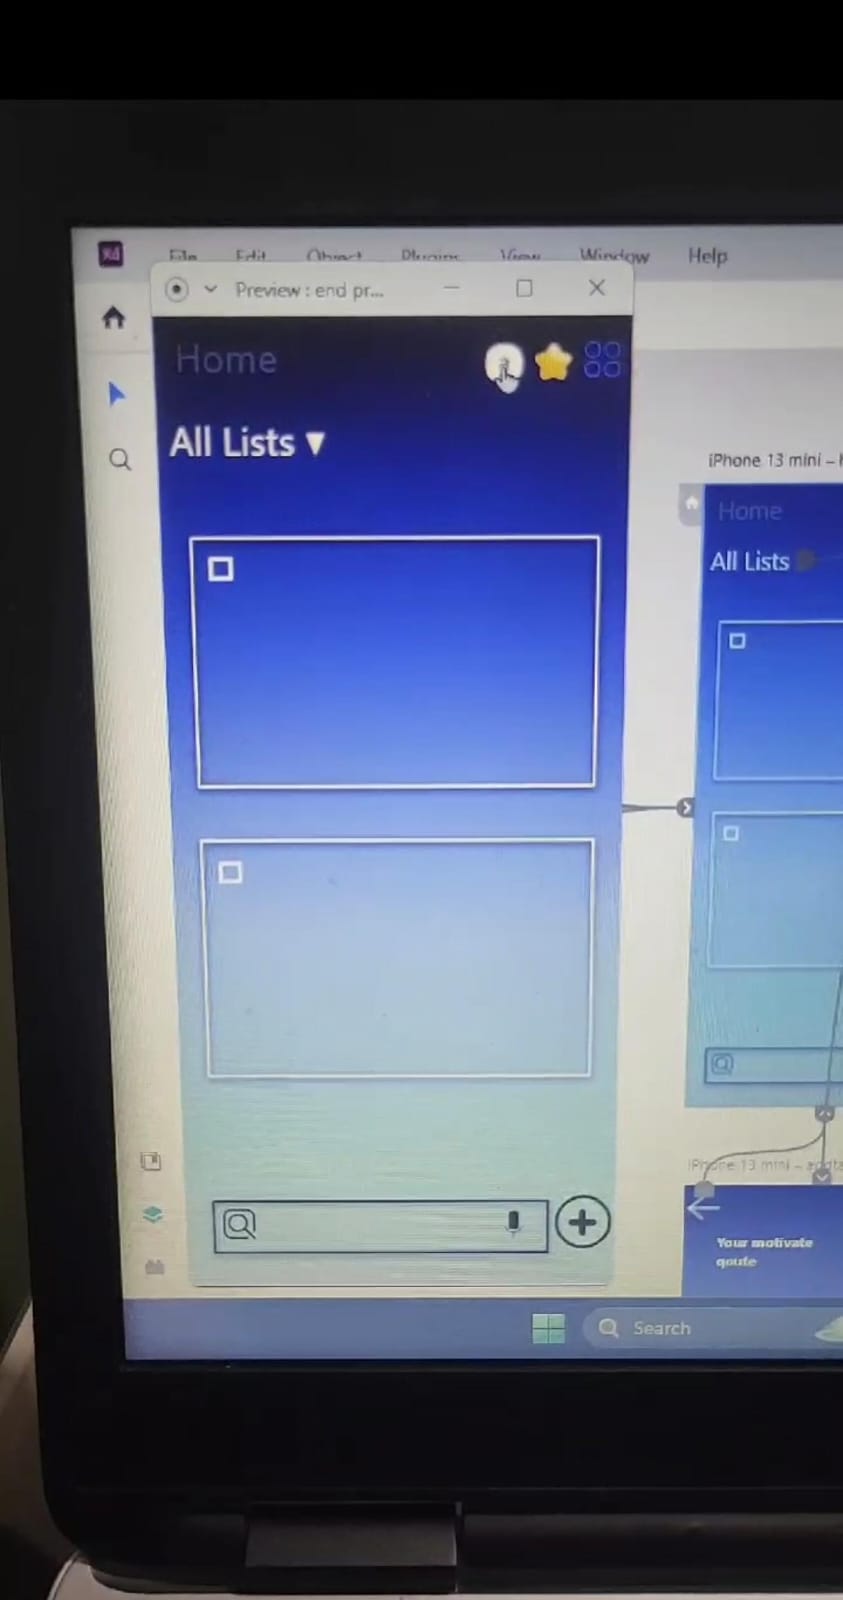 Xd
File Edit Object Plugins View Window Help
Preview : end pr...
Home
All Lists
iPhone 13 mini –
Home
All Lists
iPhone 13 mini –
Your motivate
qoute
Search